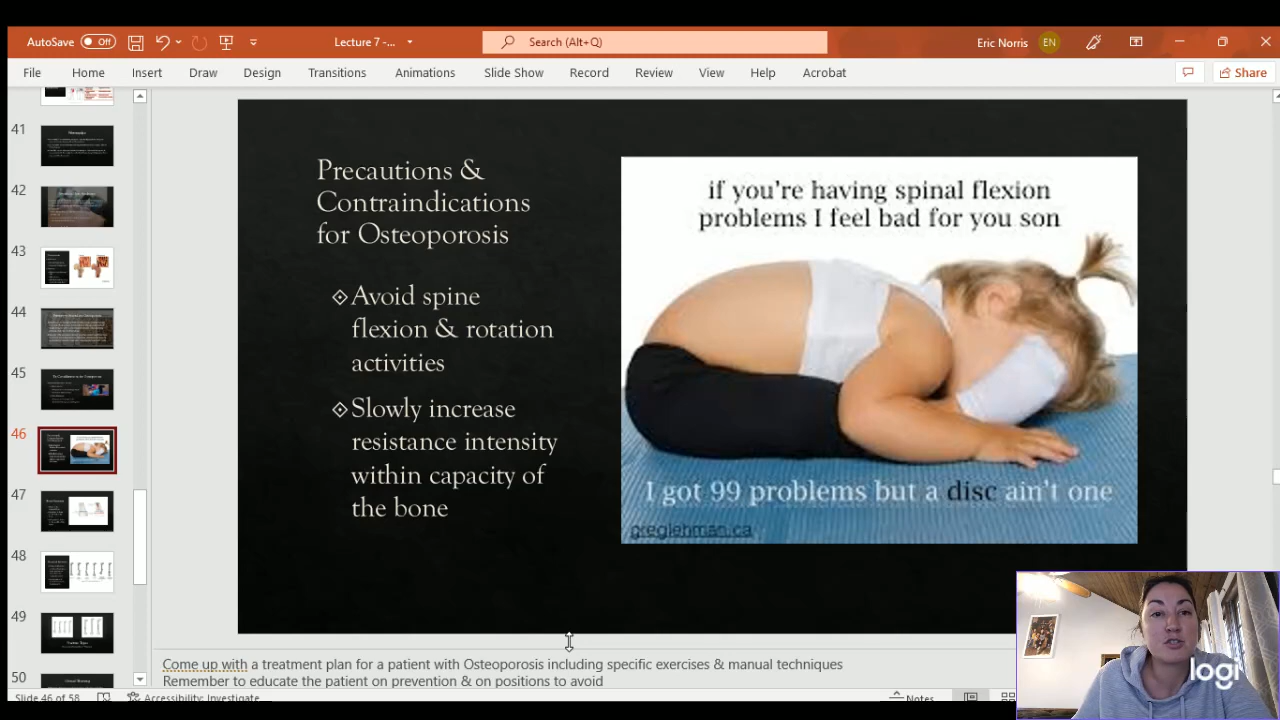 AutoSave Off Lecture 7 -... Search (Alt+Q) Eric Norris EN
File Home Insert Draw Design Transitions Animations Slide Show Record Review View Help Acrobat Share
41
42
43
44
45
46
47
48
49
50
Precautions &
Contraindications
for Osteoporosis
Avoid spine
flexion & rotation
activities
Slowly increase
resistance intensity
within capacity of
the bone
if you're having spinal flexion
problems I feel bad for you son
I got 99 problems but a disc ain't one
greglehman.ca
Come up with a treatment plan for a patient with Osteoporosis including specific exercises & manual techniques
Remember to educate the patient on prevention & on positions to avoid
Slide 46 of 58 Accessibility: Investigate Notes
logi